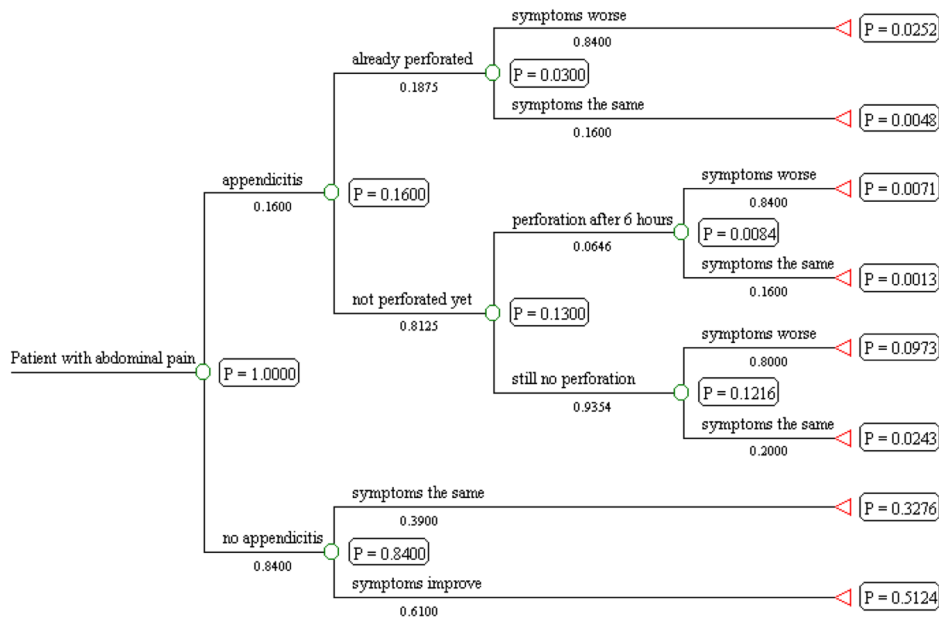 symptoms worse
0.8400
P = 0.0252
already perforated
0.1875
P = 0.0300
symptoms the same
0.1600
P = 0.0048
appendicitis
0.1600
P = 0.1600
symptoms worse
0.8400
P = 0.0071
perforation after 6 hours
0.0646
P = 0.0084
symptoms the same
0.1600
P = 0.0013
not perforated yet
0.8125
P = 0.1300
symptoms worse
0.8000
P = 0.0973
still no perforation
0.9354
P = 0.1216
symptoms the same
0.2000
P = 0.0243
Patient with abdominal pain
P = 1.0000
symptoms the same
0.3900
P = 0.3276
no appendicitis
0.8400
P = 0.8400
symptoms improve
0.6100
P = 0.5124